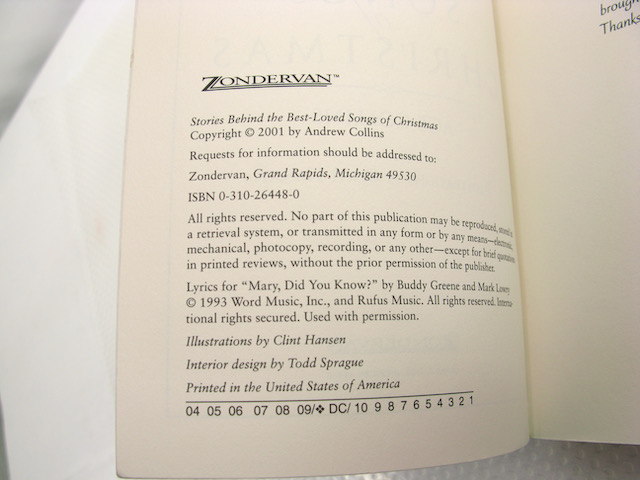 ZONDERVAN™
Stories Behind the Best-Loved Songs of Christmas
Copyright © 2001 by Andrew Collins
Requests for information should be addressed to:
Zondervan, Grand Rapids, Michigan 49530
ISBN 0-310-26448-0
All rights reserved. No part of this publication may be reproduced, stored in
a retrieval system, or transmitted in any form or by any means—electronic,
mechanical, photocopy, recording, or any other—except for brief quotations
in printed reviews, without the prior permission of the publisher.
Lyrics for "Mary, Did You Know?" by Buddy Greene and Mark Lowry
© 1993 Word Music, Inc., and Rufus Music. All rights reserved. Interna-
tional rights secured. Used with permission.
Illustrations by Clint Hansen
Interior design by Todd Sprague
Printed in the United States of America
04 05 06 07 08 09/❖ DC/ 10 9 8 7 6 5 4 3 2 1
brough
Thanks